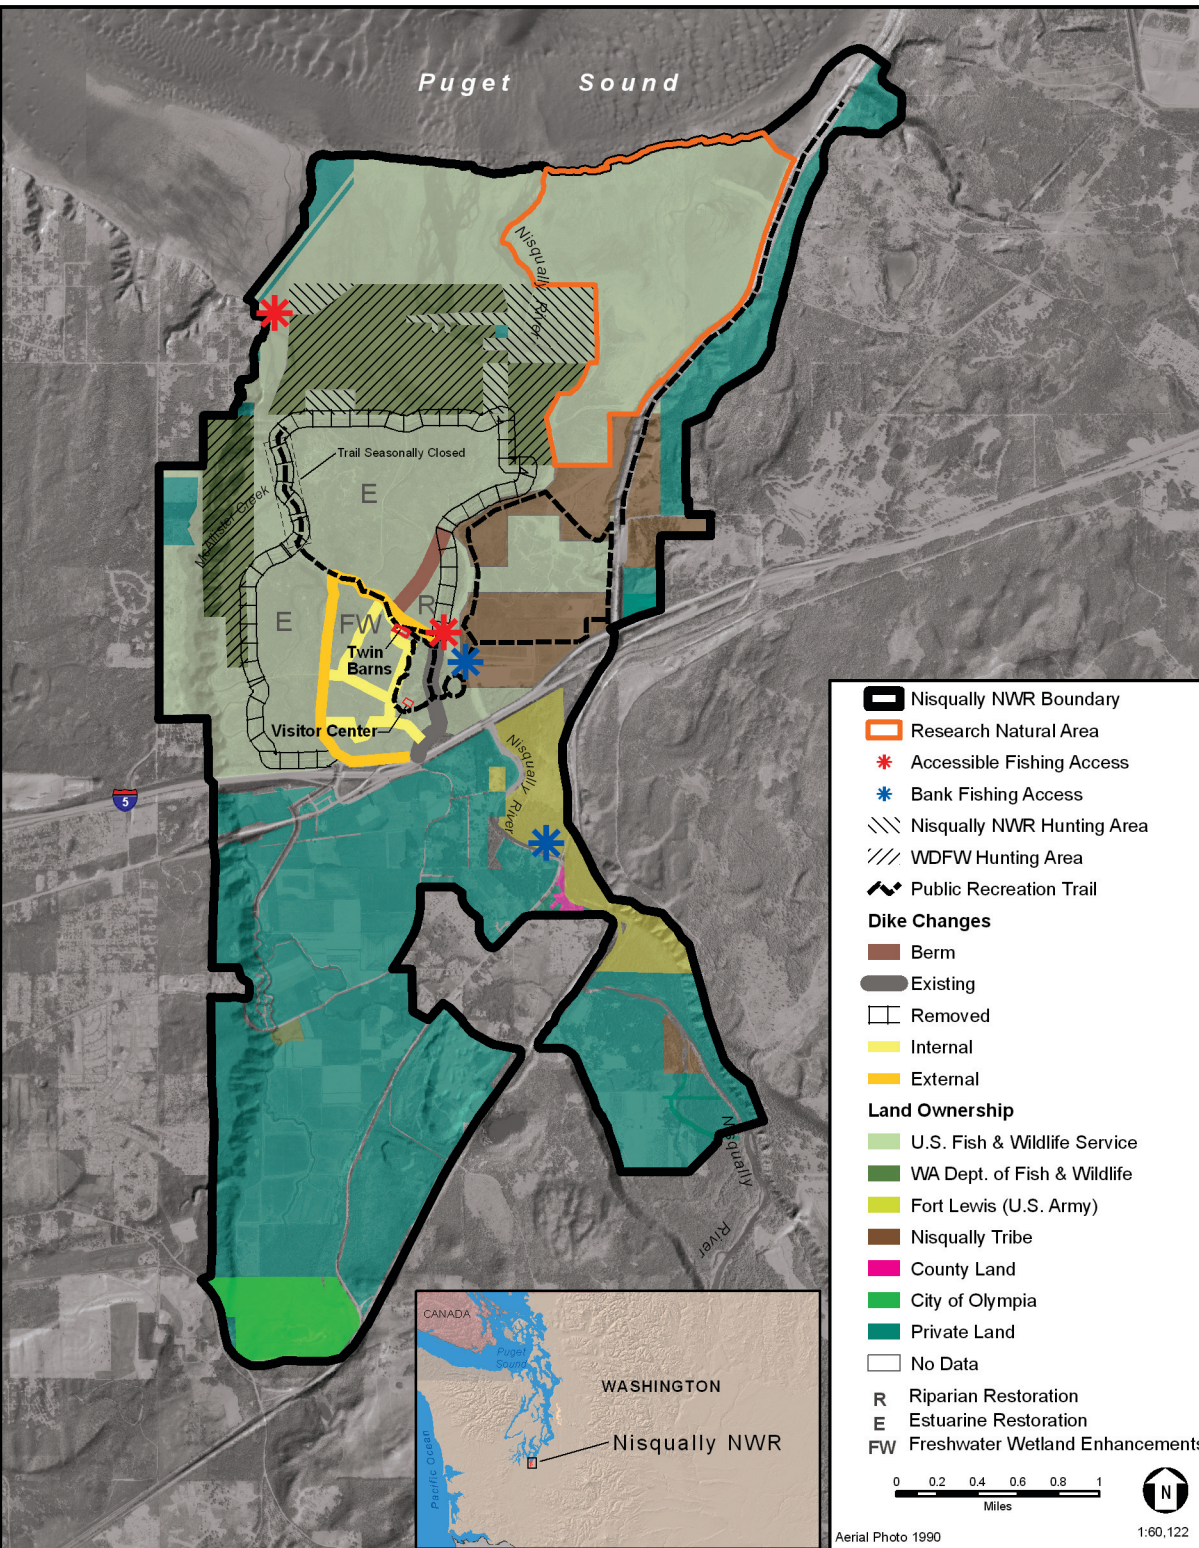 Puget Sound
Nisqually River
Trail Seasonally Closed
E
McAllister Creek
R
E
FW
Twin
Barns
Visitor Center
Nisqually River
5
Nisqually
River
Nisqually NWR Boundary
Research Natural Area
Accessible Fishing Access
Bank Fishing Access
Nisqually NWR Hunting Area
WDFW Hunting Area
Public Recreation Trail
Dike Changes
Berm
Existing
Removed
Internal
External
Land Ownership
U.S. Fish & Wildlife Service
WA Dept. of Fish & Wildlife
Fort Lewis (U.S. Army)
Nisqually Tribe
County Land
City of Olympia
Private Land
No Data
R Riparian Restoration
E Estuarine Restoration
FW Freshwater Wetland Enhancements
0 0.2 0.4 0.6 0.8 1
Miles
N
Aerial Photo 1990
1:60,122
CANADA
Puget
Sound
WASHINGTON
Nisqually NWR
Pacific Ocean